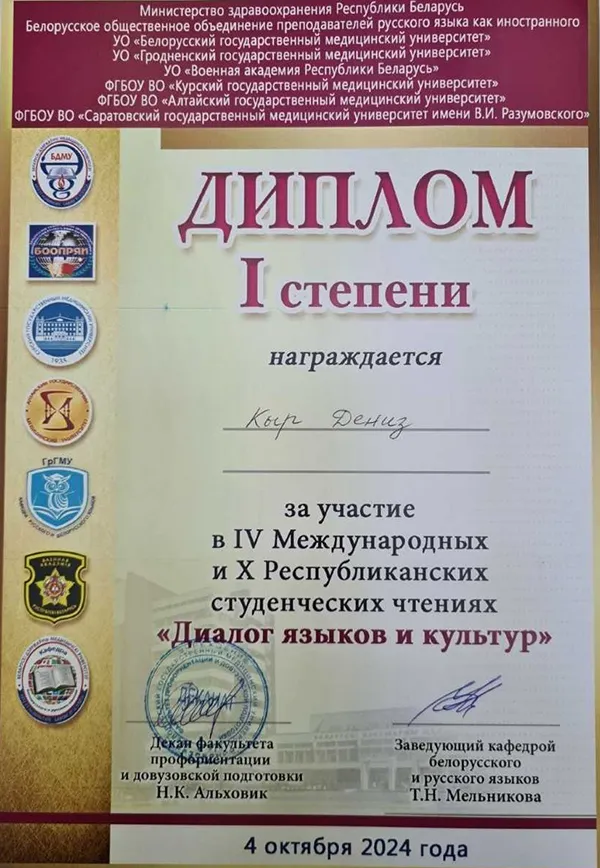 Министерство здравоохранения Республики Беларусь
Белорусское общественное объединение преподавателей русского языка как иностранного
УО «Белорусский государственный медицинский университет»
УО «Гродненский государственный медицинский университет»
УО «Военная академия Республики Беларусь»
ФГБОУ ВО «Курский государственный медицинский университет»
ФГБОУ ВО «Алтайский государственный медицинский университет»
ФГБОУ ВО «Саратовский государственный медицинский университет имени В.И. Разумовского»
БДМУ
БООПРЯИ
1935
ГрГМУ
Кафедра
ДИПЛОМ
I степени
награждается
Кыр Дениз
за участие
в IV Международных
и X Республиканских
студенческих чтениях
«Диалог языков и культур»
Декан факультета
профориентации
и довузовской подготовки
Н.К. Альховик
Заведующий кафедрой
белорусского
и русского языков
Т.Н. Мельникова
4 октября 2024 года